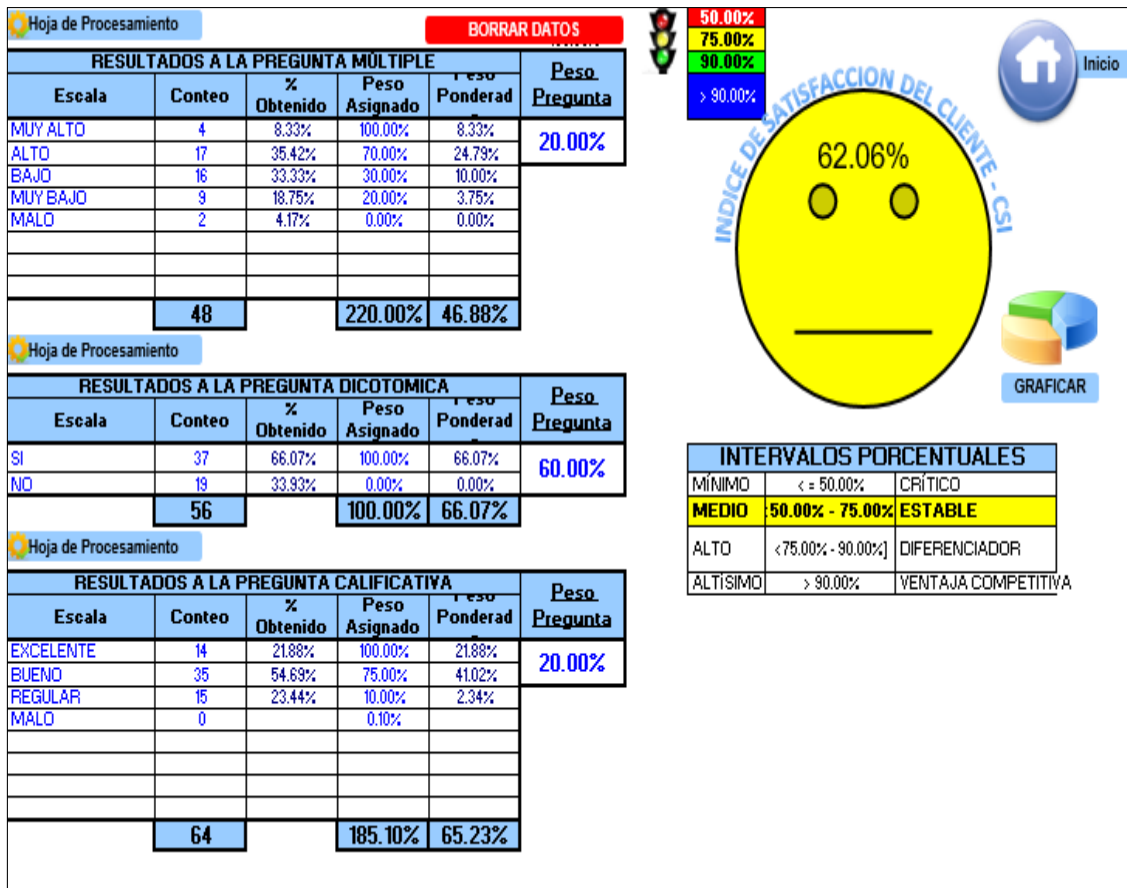 Hoja de Procesamiento
BORRAR DATOS
RESULTADOS A LA PREGUNTA MÚLTIPLE
Peso Pregunta
Escala Conteo % Obtenido Peso Asignado Peso Ponderad
MUY ALTO 4 8.33% 100.00% 8.33%
20.00%
ALTO 17 35.42% 70.00% 24.79%
BAJO 16 33.33% 30.00% 10.00%
MUY BAJO 9 18.75% 20.00% 3.75%
MALO 2 4.17% 0.00% 0.00%
48 220.00% 46.88%
Hoja de Procesamiento
RESULTADOS A LA PREGUNTA DICOTOMICA
Peso Pregunta
Escala Conteo % Obtenido Peso Asignado Peso Ponderad
SI 37 66.07% 100.00% 66.07%
60.00%
NO 19 33.93% 0.00% 0.00%
56 100.00% 66.07%
Hoja de Procesamiento
RESULTADOS A LA PREGUNTA CALIFICATIVA
Peso Pregunta
Escala Conteo % Obtenido Peso Asignado Peso Ponderad
EXCELENTE 14 21.88% 100.00% 21.88%
20.00%
BUENO 35 54.69% 75.00% 41.02%
REGULAR 15 23.44% 10.00% 2.34%
MALO 0 0.10%
64 185.10% 65.23%
50.00%
75.00%
90.00%
> 90.00%
Inicio
INDICE DE SATISFACCION DEL CLIENTE - CSI
62.06%
GRAFICAR
INTERVALOS PORCENTUALES
MÍNIMO < = 50.00% CRÍTICO
MEDIO 50.00% - 75.00% ESTABLE
ALTO <75.00% - 90.00%] DIFERENCIADOR
ALTÍSIMO > 90.00% VENTAJA COMPETITIVA